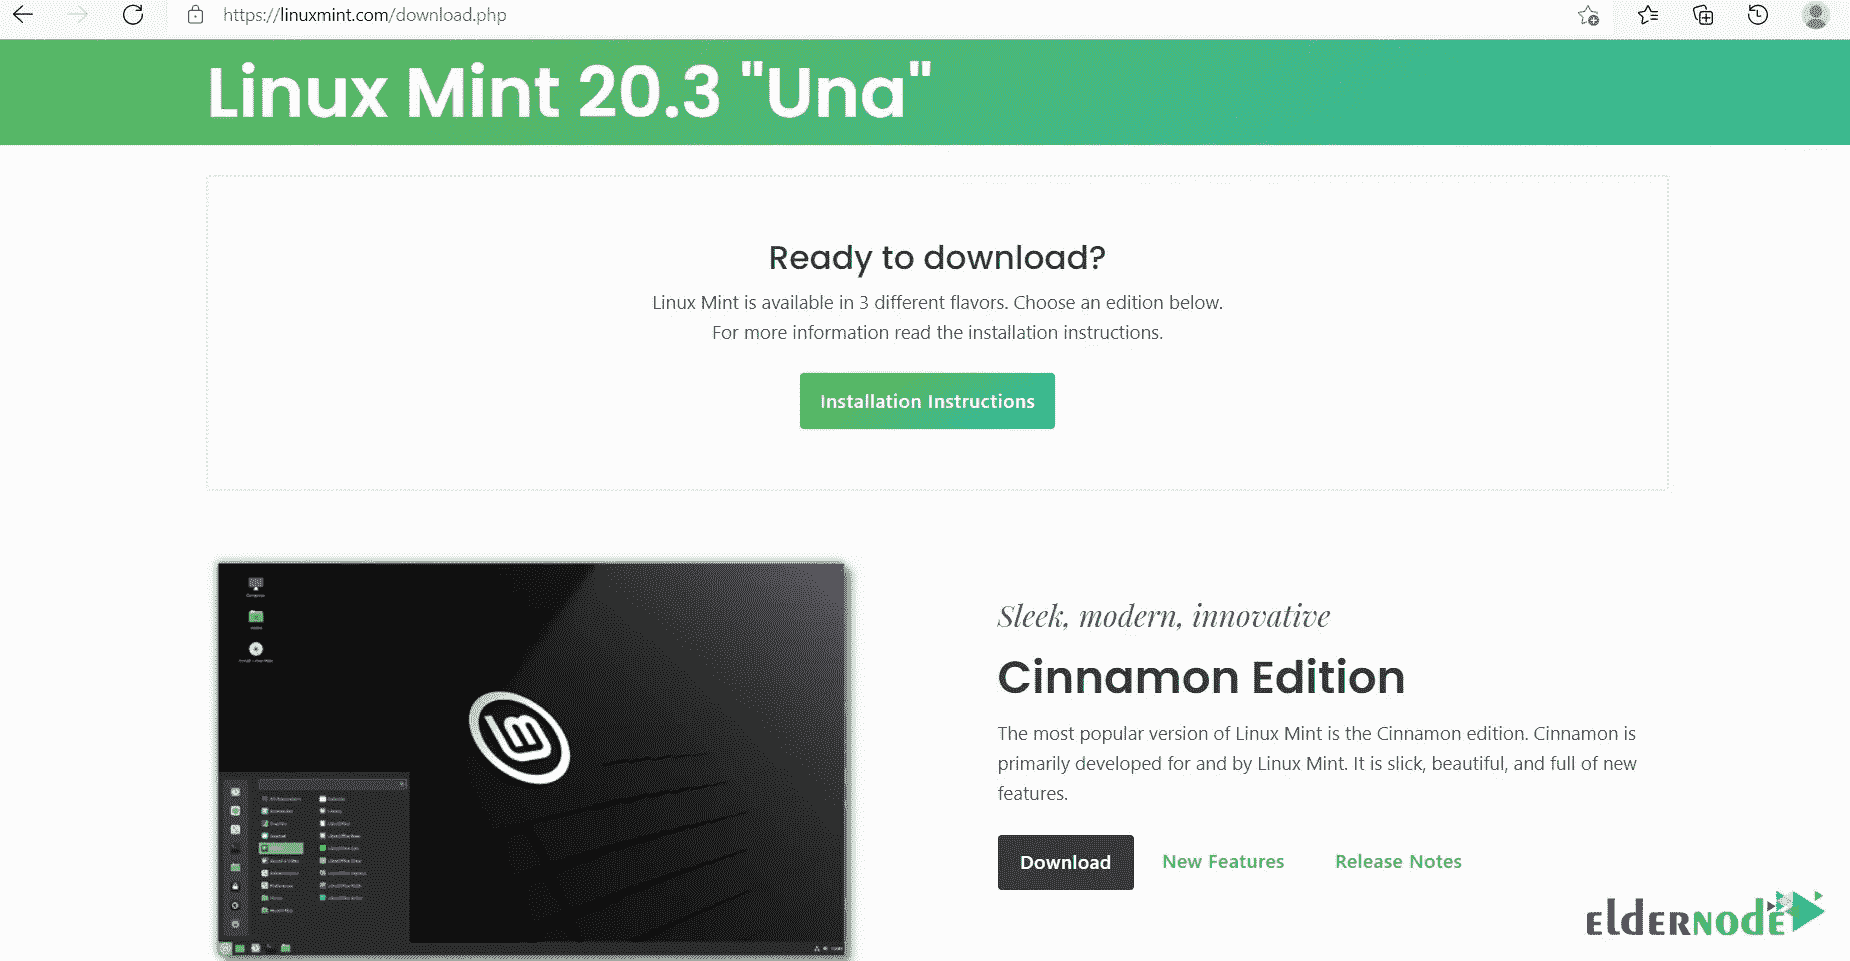 https://linuxmint.com/download.php
Linux Mint 20.3 "Una"
Ready to download?
Linux Mint is available in 3 different flavors. Choose an edition below.
For more information read the installation instructions.
Installation Instructions
Sleek, modern, innovative
Cinnamon Edition
The most popular version of Linux Mint is the Cinnamon edition. Cinnamon is
primarily developed for and by Linux Mint. It is slick, beautiful, and full of new
features.
Download New Features Release Notes
ELDERNODE